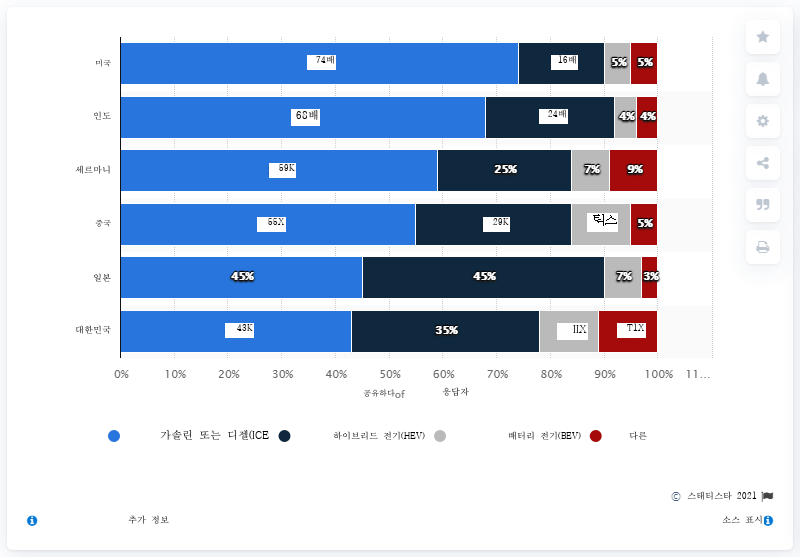 미국 74배 16배 5% 5%
인도 68배 24배 4% 4%
세르마니 59K 25% 7% 9%
중국 55X 29K 틱스 5%
일본 45% 45% 7% 3%
대한민국 43K 35% IIX T1X
0% 10% 20% 30% 40% 50% 60% 70% 80% 90% 100% 11...
공유하다of 응답자
가솔린 또는 디젤(ICE 하이브리드 전기(HEV) 배터리 전기(BEV) 다른
© 스태티스타 2021
추가 정보 소스 표시